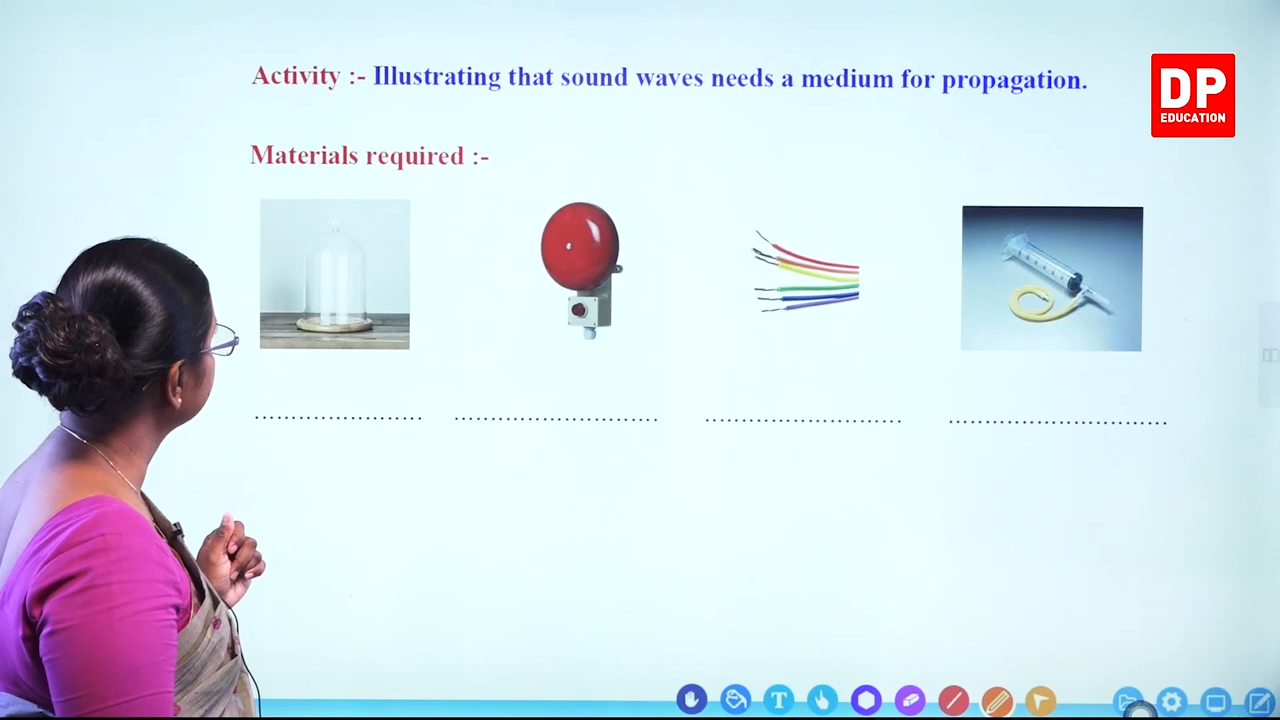 Activity :- Illustrating that sound waves needs a medium for propagation.
DP
EDUCATION
Materials required :-
........................ ............................. ............................ ...............................
T